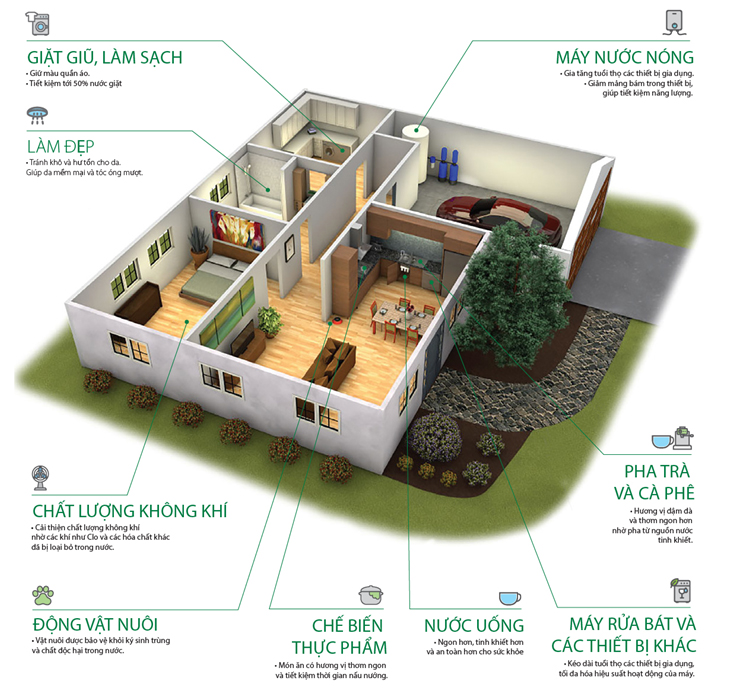 GIẶT GIŨ, LÀM SẠCH
• Giữ màu quần áo.
• Tiết kiệm tới 50% nước giặt
MÁY NƯỚC NÓNG
• Gia tăng tuổi thọ các thiết bị gia dụng.
• Giảm mảng bám trong thiết bị,
giúp tiết kiệm năng lượng.
LÀM ĐẸP
• Tránh khô và hư tổn cho da.
Giúp da mềm mại và tóc óng mượt.
CHẤT LƯỢNG KHÔNG KHÍ
• Cải thiện chất lượng không khí
nhờ các khí như Clo và các hóa chất khác
đã bị loại bỏ trong nước.
PHA TRÀ
VÀ CÀ PHÊ
• Hương vị đậm đà
và thơm ngon hơn
nhờ pha từ nguồn nước
tinh khiết.
ĐỘNG VẬT NUÔI
• Vật nuôi được bảo vệ khỏi ký sinh trùng
và chất độc hại trong nước.
CHẾ BIẾN
THỰC PHẨM
• Món ăn có hương vị thơm ngon
và tiết kiệm thời gian nấu nướng.
NƯỚC UỐNG
• Ngon hơn, tinh khiết hơn
và an toàn hơn cho sức khỏe
MÁY RỬA BÁT VÀ
CÁC THIẾT BỊ KHÁC
• Kéo dài tuổi thọ các thiết bị gia dụng,
tối đa hóa hiệu suất hoạt động của máy.